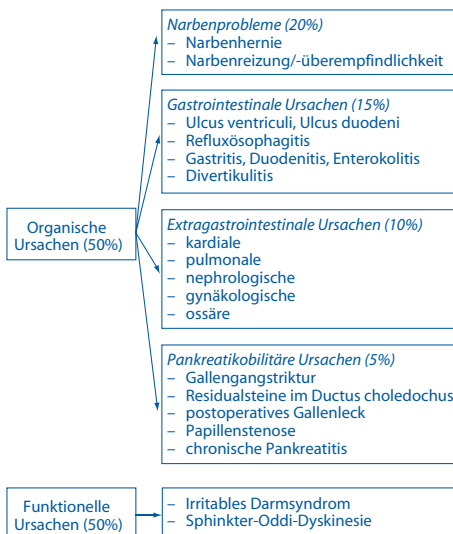 Narbenprobleme (20%)
– Narbenhernie
– Narbenreizung/-überempfindlichkeit
Gastrointestinale Ursachen (15%)
– Ulcus ventriculi, Ulcus duodeni
– Refluxösophagitis
– Gastritis, Duodenitis, Enterokolitis
– Divertikulitis
Organische
Ursachen (50%)
Extragastrointestinale Ursachen (10%)
– kardiale
– pulmonale
– nephrologische
– gynäkologische
– ossäre
Pankreatikobilitäre Ursachen (5%)
– Gallengangstriktur
– Residualsteine im Ductus choledochus
– postoperatives Gallenleck
– Papillenstenose
– chronische Pankreatitis
Funktionelle
Ursachen (50%)
– Irritables Darmsyndrom
– Sphinkter-Oddi-Dyskinesie